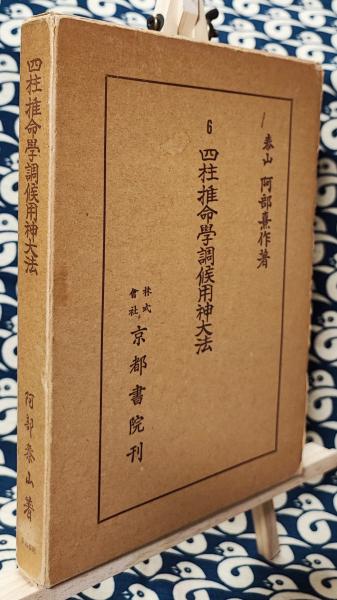 泰山 阿部熹作著
6 四柱推命學調候用神大法
株式會社 京都書院刊
四柱推命學調候用神大法
阿部泰山著